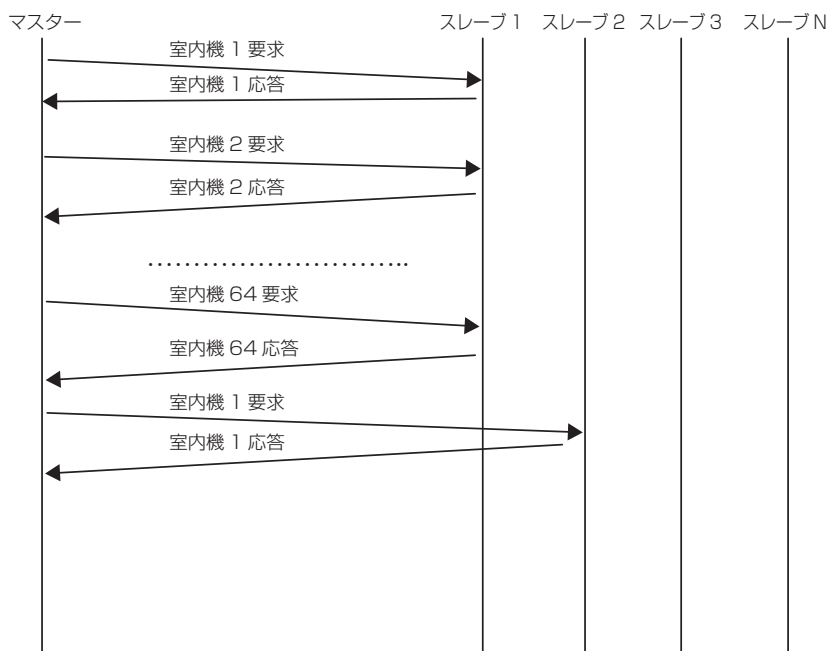 マスター スレーブ1 スレーブ2 スレーブ3 スレーブN
室内機 1 要求
室内機 1 応答
室内機 2 要求
室内機 2 応答
..............................
室内機 64 要求
室内機 64 応答
室内機 1 要求
室内機 1 応答